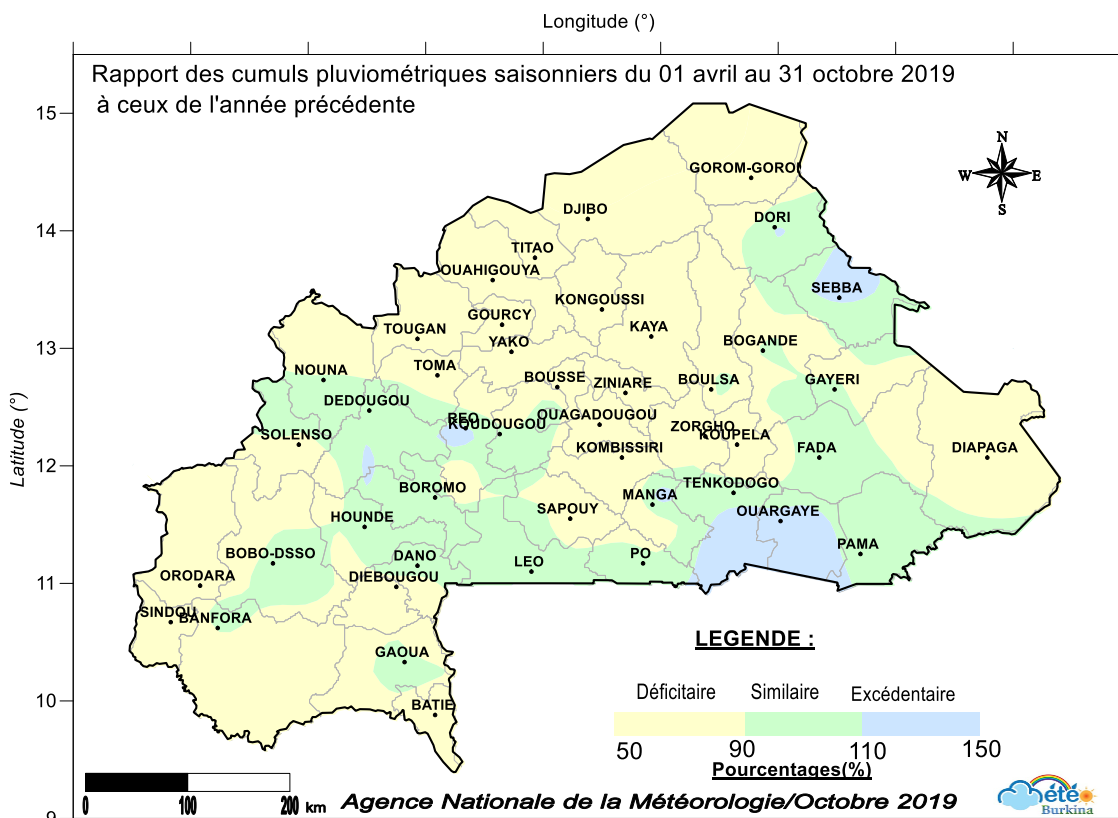 Longitude (°)
Rapport des cumuls pluviométriques saisonniers du 01 avril au 31 octobre 2019
à ceux de l'année précédente
15
N
W
E
S
GOROM-GOROM
DJIBO
DORI
14
TITAO
OUAHIGOUYA
SEBBA
KONGOUSSI
GOURCY
TOUGAN
KAYA
13
YAKO
BOGANDE
TOMA
NOUNA
BOUSSE
ZINIARE
BOULSA
GAYERI
DEDOUGOU
Latitude (°)
REO
KOUDOUGOU
OUAGADOUGOU
ZORGHO
KOUPELA
SOLENSO
KOMBISSIRI
FADA
DIAPAGA
12
BOROMO
MANGA
TENKODOGO
HOUNDE
SAPOUY
OUARGAYE
BOBO-DSSO
DANO
LEO
PO
PAMA
11
ORODARA
DIEBOUGOU
SINDOU
BANFORA
GAOUA
LEGENDE :
10
BATIE
Déficitaire
Similaire
Excédentaire
50
90
110
150
Pourcentages(%)
0
100
200
km
Agence Nationale de la Météorologie/Octobre 2019
météo
Burkina
9